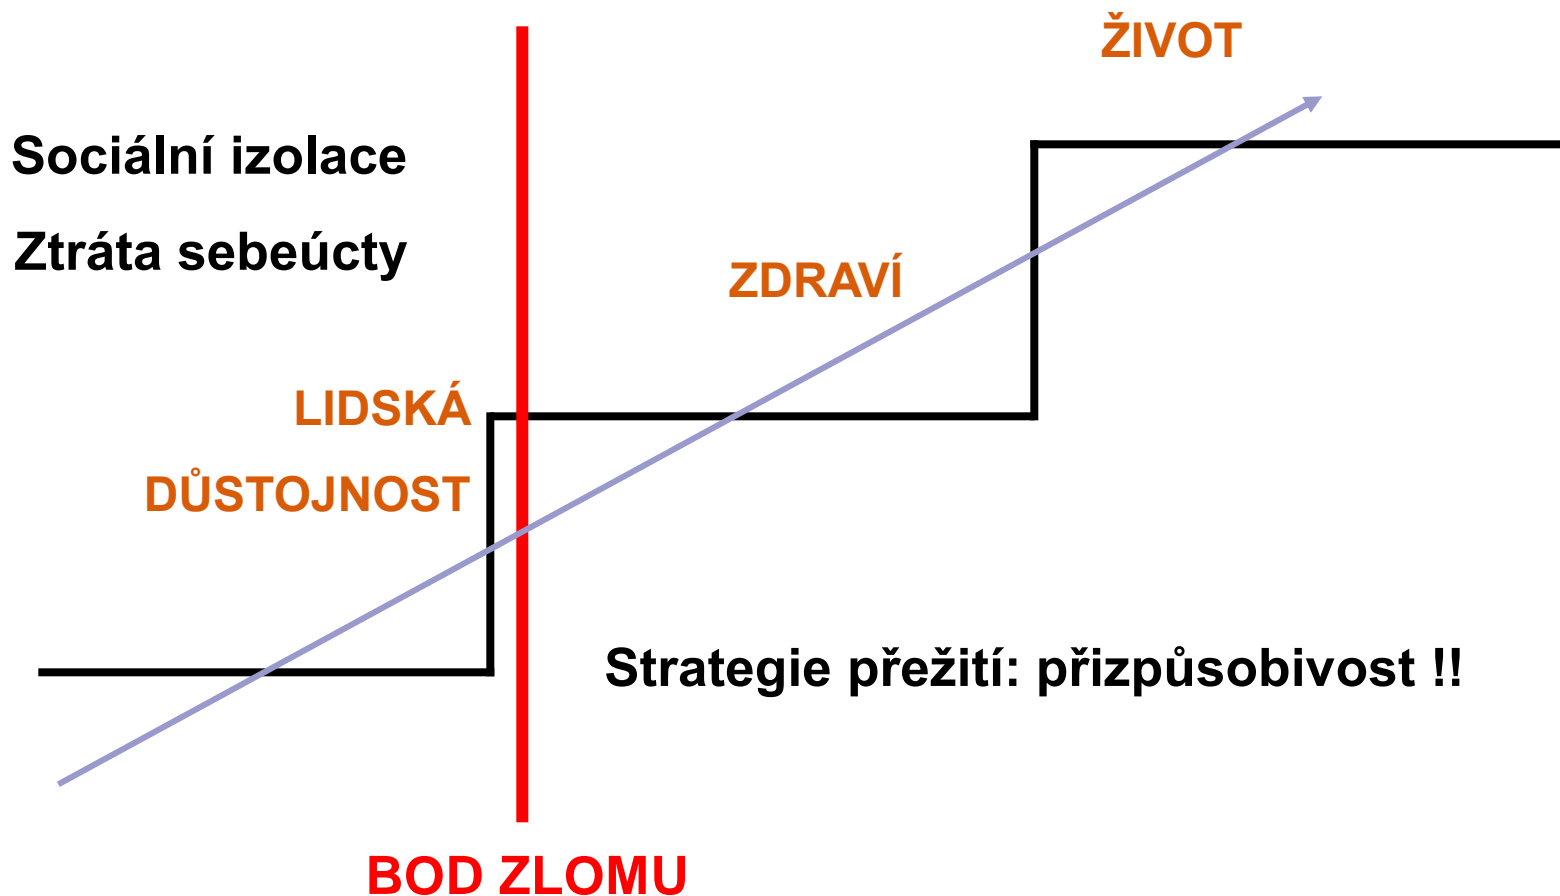 ŽIVOT
Sociální izolace
Ztráta sebeúcty
ZDRAVÍ
LIDSKÁ
DŮSTOJNOST
Strategie přežití: přizpůsobivost !!
BOD ZLOMU